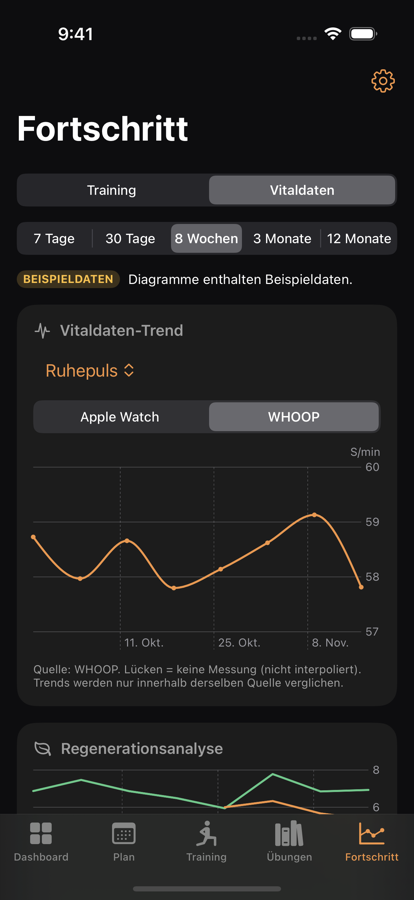 9:41
Fortschritt
Training
Vitaldaten
7 Tage
30 Tage
8 Wochen
3 Monate
12 Monate
BEISPIELDATEN Diagramme enthalten Beispieldaten.
Vitaldaten-Trend
Ruhepuls
Apple Watch
WHOOP
S/min
60
59
58
57
11. Okt.
25. Okt.
8. Nov.
Quelle: WHOOP. Lücken = keine Messung (nicht interpoliert).
Trends werden nur innerhalb derselben Quelle verglichen.
Regenerationsanalyse
8
6
Dashboard
Plan
Training
Übungen
Fortschritt